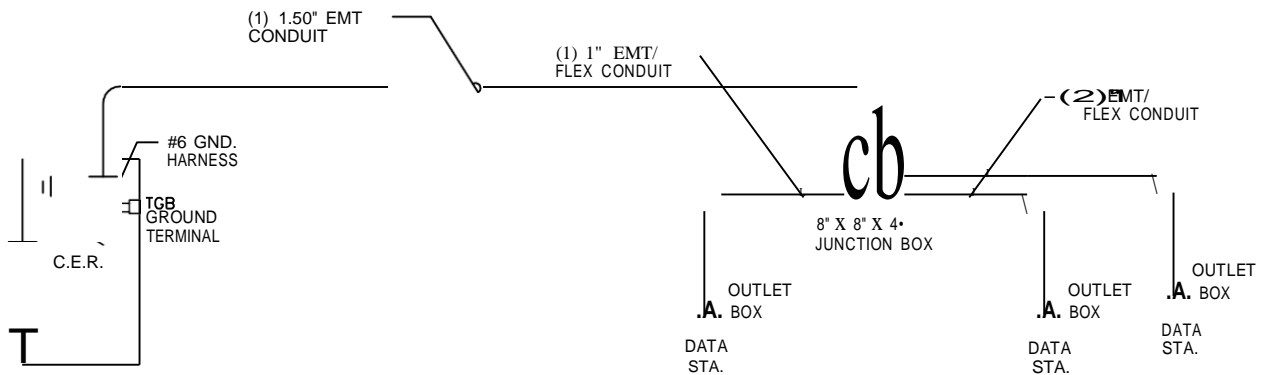 (1) 1.50" EMT
CONDUIT
(1) 1" EMT/
FLEX CONDUIT
(2) EMT/
FLEX CONDUIT
#6 GND.
HARNESS
TGB
GROUND
TERMINAL
C.E.R.
T
cb
8" X 8" X 4•
JUNCTION BOX
OUTLET
.A. BOX
DATA
STA.
OUTLET
.A. BOX
DATA
STA.
OUTLET
.A. BOX
DATA
STA.